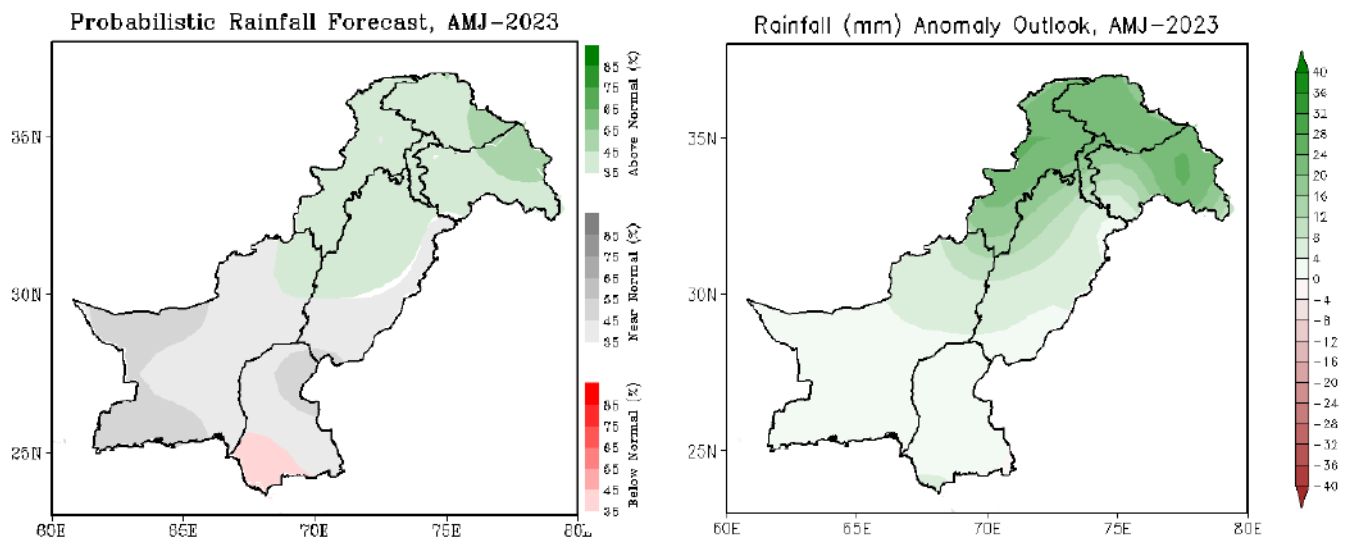 Probabilistic Rainfall Forecast, AMJ-2023
35N
30N
25N
60E
65E
70E
75E
80E
85
75
65
55
45
35
Above Normal (%)
85
75
65
55
45
35
Near Normal (%)
85
75
65
55
45
35
Below Normal (%)
Rainfall (mm) Anomaly Outlook, AMJ-2023
35N
30N
25N
60E
65E
70E
75E
80E
40
36
32
28
24
20
16
12
8
4
0
-4
-8
-12
-16
-20
-24
-28
-32
-36
-40